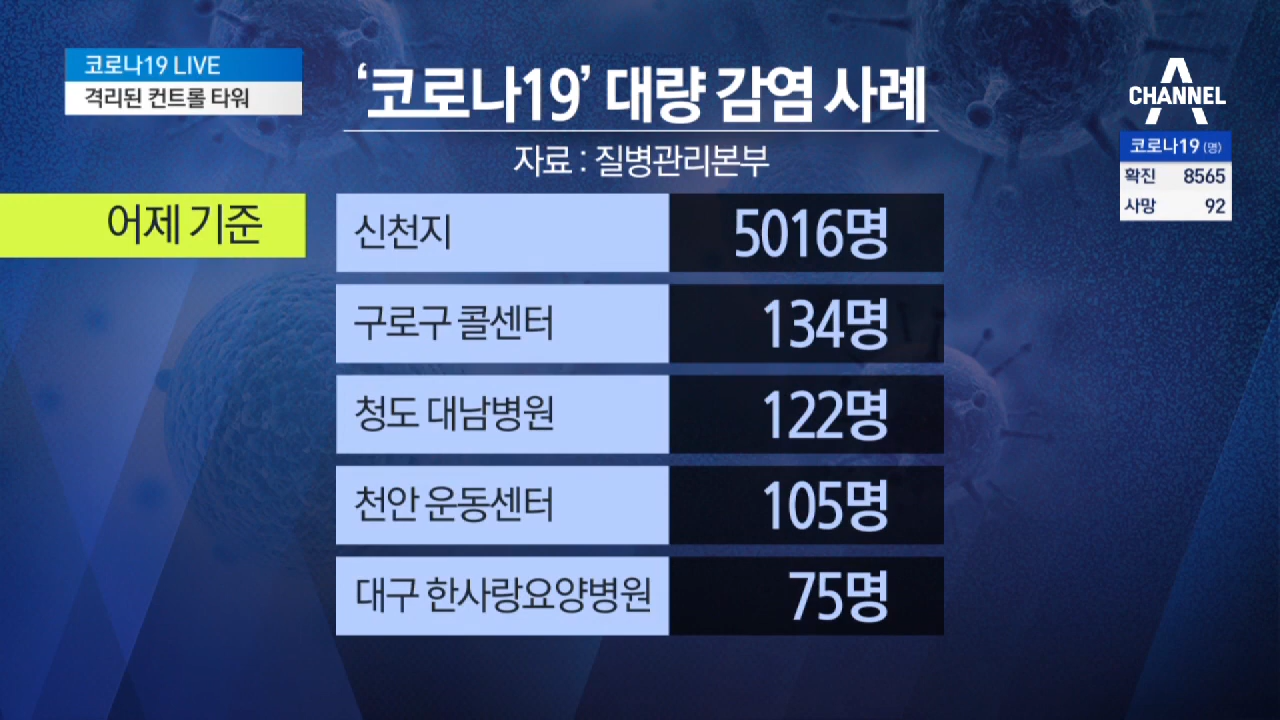 코로나19 LIVE
격리된 컨트롤 타워
‘코로나19’ 대량 감염 사례
자료 : 질병관리본부
CHANNEL A
코로나19 (명)
확진 8565
사망 92
어제 기준
신천지 5016명
구로구 콜센터 134명
청도 대남병원 122명
천안 운동센터 105명
대구 한사랑요양병원 75명